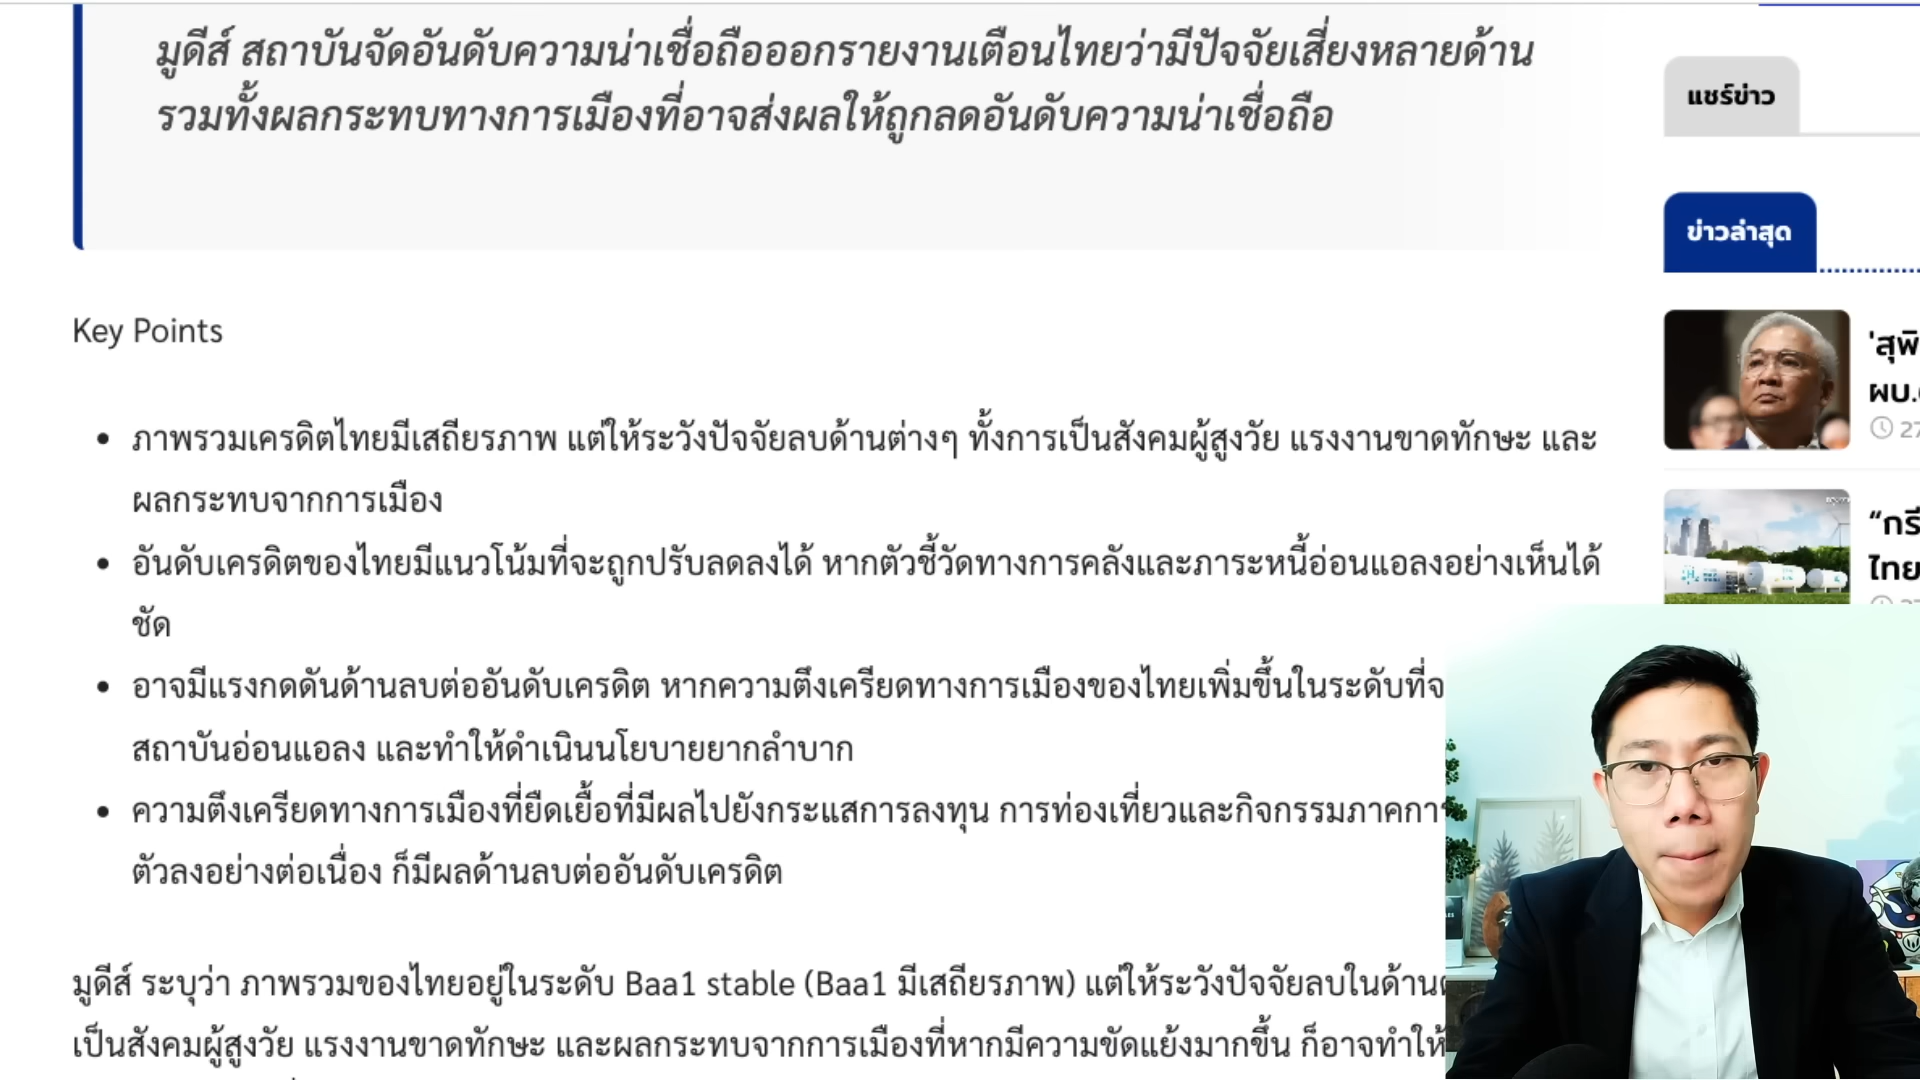 มูดีส์ สถาบันจัดอันดับความน่าเชื่อถือออกรายงานเตือนไทยว่ามีปัจจัยเสี่ยงหลายด้าน
รวมทั้งผลกระทบทางการเมืองที่อาจส่งผลให้ถูกลดอันดับความน่าเชื่อถือ
แชร์ข่าว
ข่าวล่าสุด
Key Points
'สุพิ
ผบ.
27
ภาพรวมเครดิตไทยมีเสถียรภาพ แต่ให้ระวังปัจจัยลบด้านต่างๆ ทั้งการเป็นสังคมผู้สูงวัย แรงงานขาดทักษะ และ
ผลกระทบจากการเมือง
“กรี
ไทย
อันดับเครดิตของไทยมีแนวโน้มที่จะถูกปรับลดลงได้ หากตัวชี้วัดทางการคลังและภาระหนี้อ่อนแอลงอย่างเห็นได้
ชัด
อาจมีแรงกดดันด้านลบต่ออันดับเครดิต หากความตึงเครียดทางการเมืองของไทยเพิ่มขึ้นในระดับที่จ
สถาบันอ่อนแอลง และทำให้ดำเนินนโยบายยากลำบาก
ความตึงเครียดทางการเมืองที่ยืดเยื้อที่มีผลไปยังกระแสการลงทุน การท่องเที่ยวและกิจกรรมภาคกา
ตัวลงอย่างต่อเนื่อง ก็มีผลด้านลบต่ออันดับเครดิต
มูดีส์ ระบุว่า ภาพรวมของไทยอยู่ในระดับ Baa1 stable (Baa1 มีเสถียรภาพ) แต่ให้ระวังปัจจัยลบในด้าน
เป็นสังคมผู้สูงวัย แรงงานขาดทักษะ และผลกระทบจากการเมืองที่หากมีความขัดแย้งมากขึ้น ก็อาจทำให้